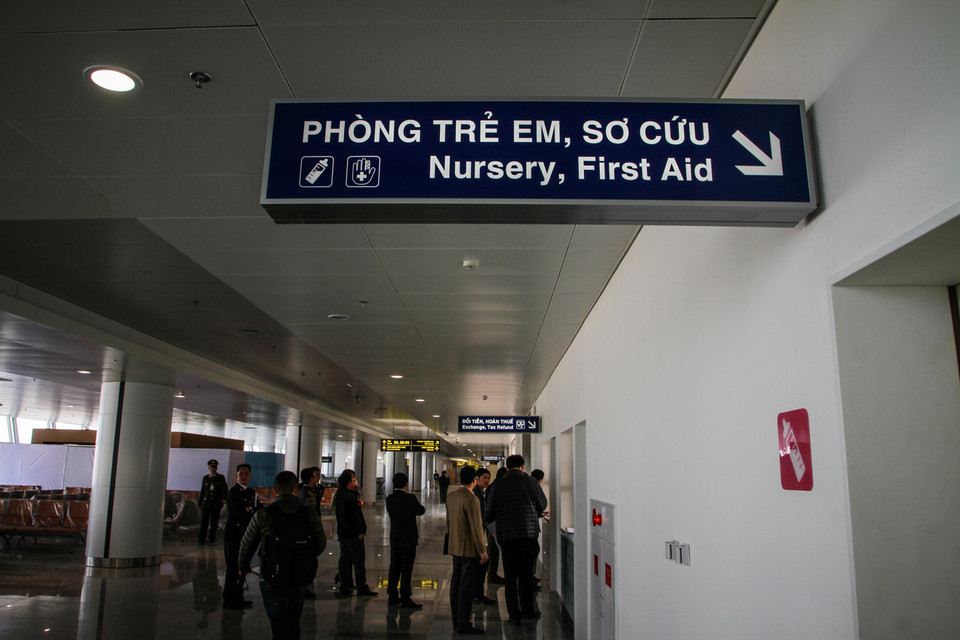 PHÒNG TRẺ EM, SƠ CỨU
Nursery, First Aid
ĐỔI TIỀN, HOÀN THUẾ
Exchange, Tax Refund